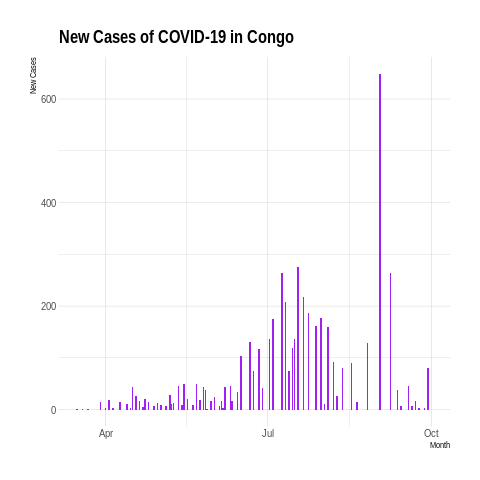 New Cases of COVID-19 in Congo
New Cases
600
400
200
0
Apr
Jul
Oct
Month